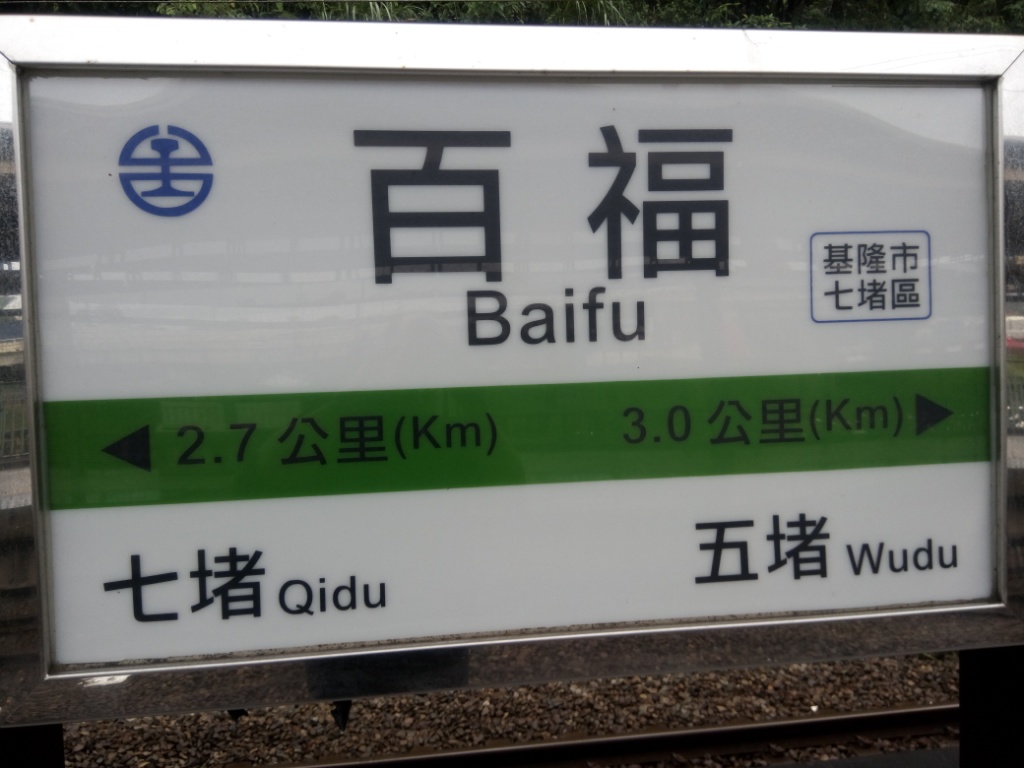 百福
Baifu
基隆市
七堵區
2.7 公里(Km)
3.0 公里(Km)
七堵 Qidu
五堵 Wudu